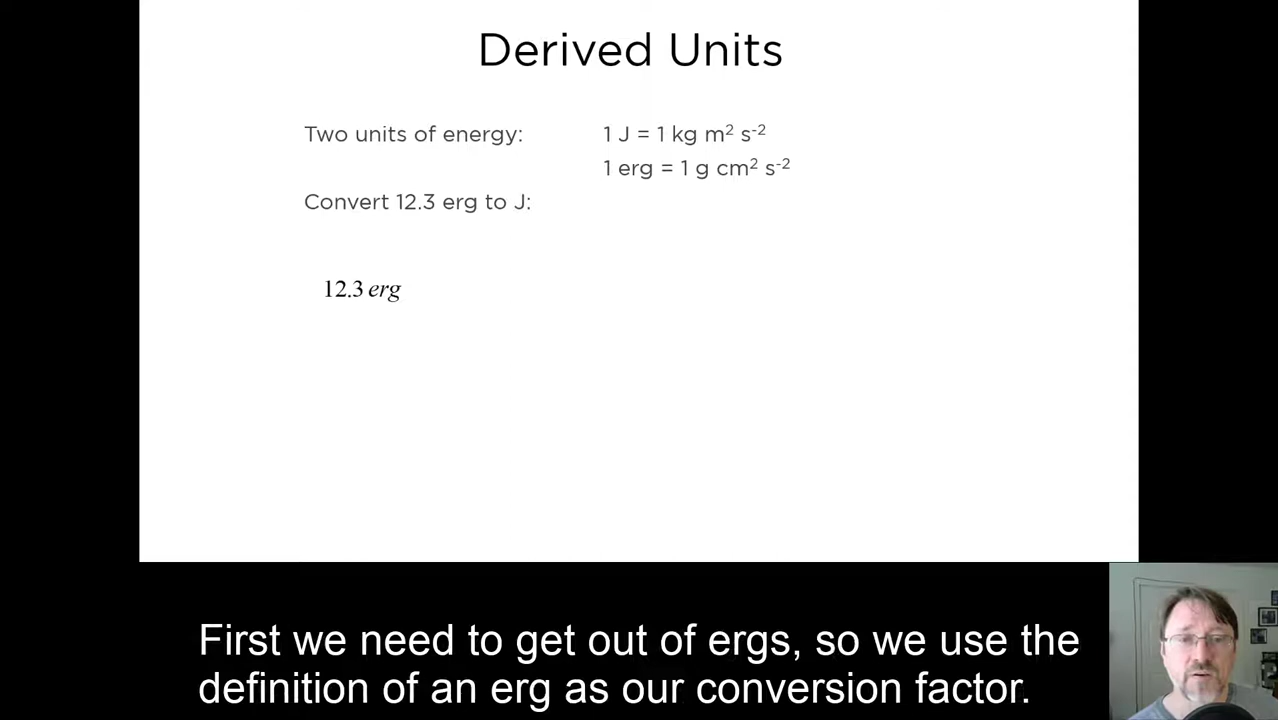 Derived Units
Two units of energy: 1 J = 1 kg m² s⁻²
1 erg = 1 g cm² s⁻²
Convert 12.3 erg to J:
12.3 erg
First we need to get out of ergs, so we use the
definition of an erg as our conversion factor.